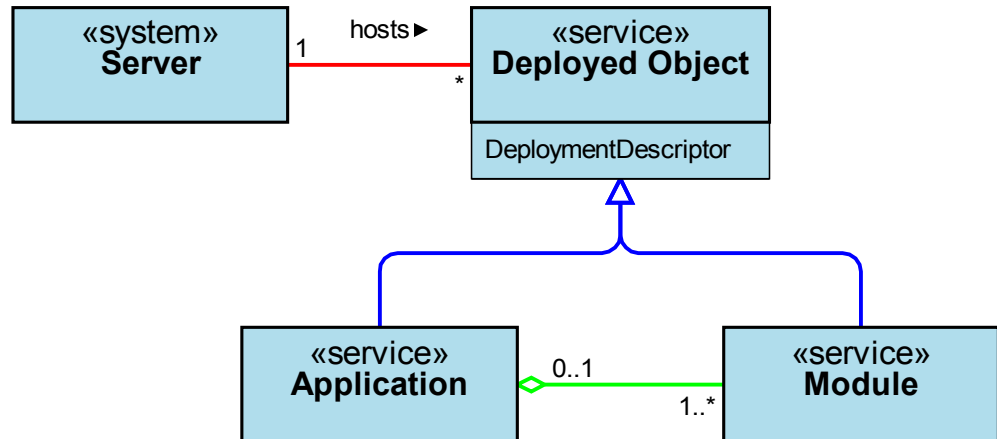 «system»
Server
1
hosts ►
*
«service»
Deployed Object
DeploymentDescriptor
«service»
Application
0..1
1..*
«service»
Module